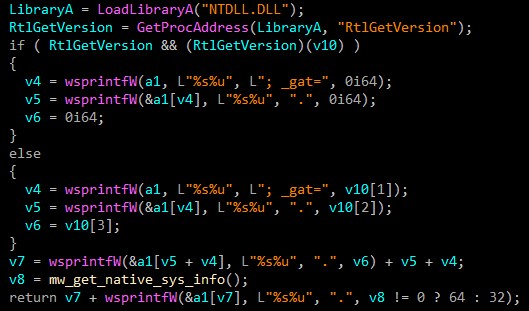 LibraryA = LoadLibraryA("NTDLL.DLL");
RtlGetVersion = GetProcAddress(LibraryA, "RtlGetVersion");
if ( RtlGetVersion && (RtlGetVersion)(v10) )
{
  v4 = wsprintfW(a1, L"%s%u", L"; _gat=", 0i64);
  v5 = wsprintfW(&a1[v4], L"%s%u", ".", 0i64);
  v6 = 0i64;
}
else
{
  v4 = wsprintfW(a1, L"%s%u", L"; _gat=", v10[1]);
  v5 = wsprintfW(&a1[v4], L"%s%u", ".", v10[2]);
  v6 = v10[3];
}
v7 = wsprintfW(&a1[v5 + v4], L"%s%u", ".", v6) + v5 + v4;
v8 = mw_get_native_sys_info();
return v7 + wsprintfW(&a1[v7], L"%s%u", ".", v8 != 0 ? 64 : 32);